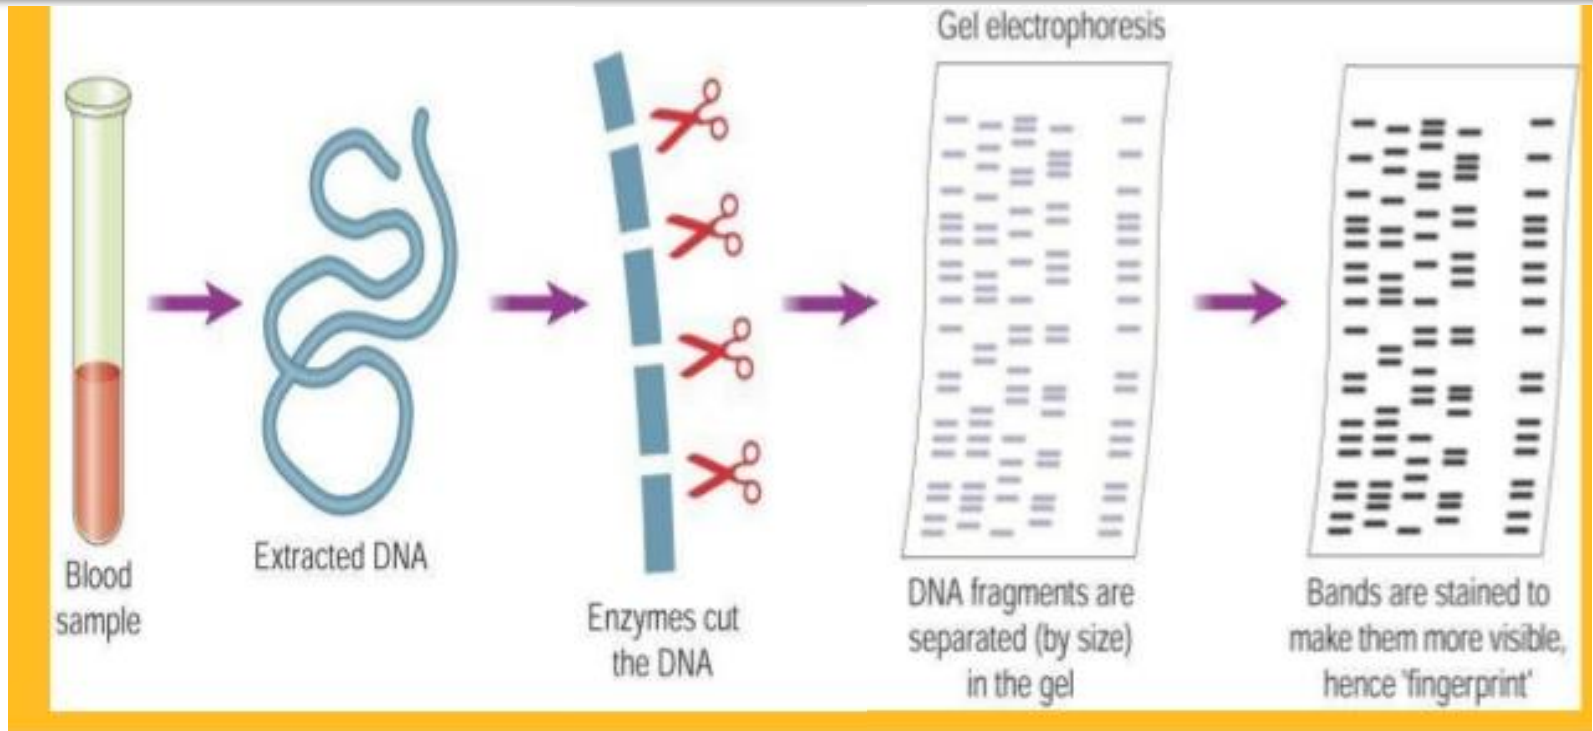 Gel electrophoresis
Blood
sample
Extracted DNA
Enzymes cut
the DNA
DNA fragments are
separated (by size)
in the gel
Bands are stained to
make them more visible,
hence 'fingerprint'